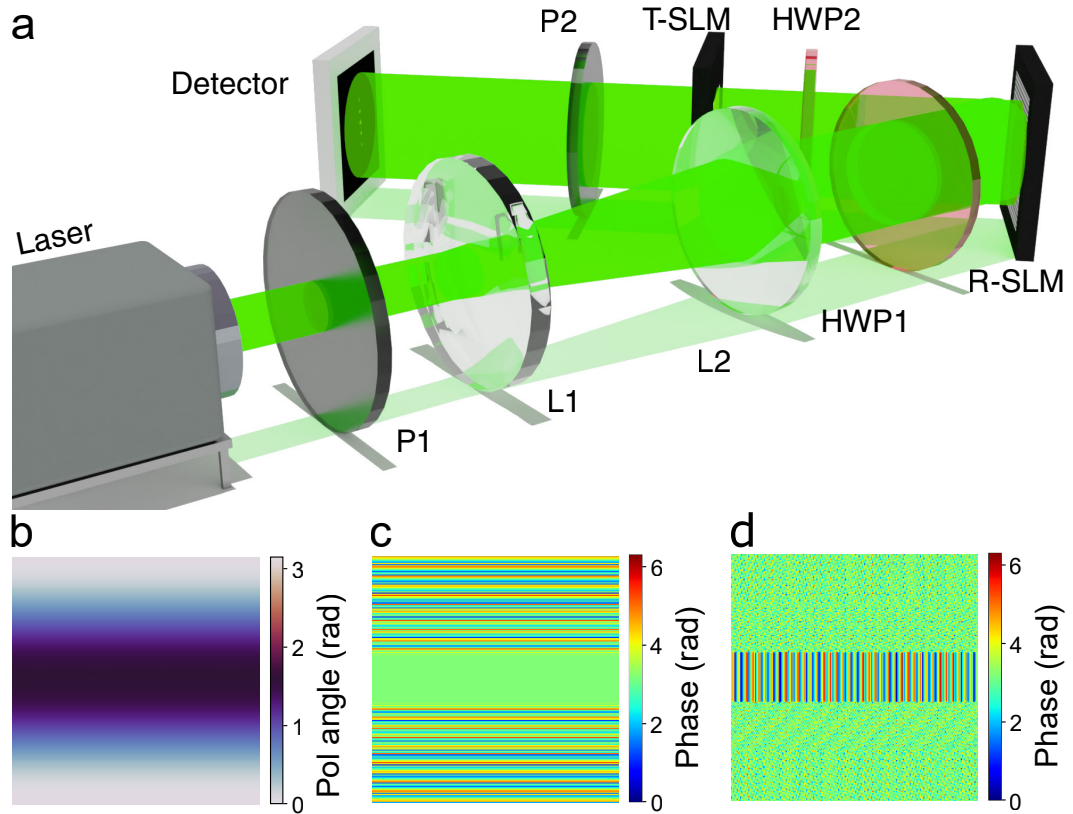 a
P2
T-SLM
HWP2
Detector
Laser
R-SLM
HWP1
L2
L1
P1
b
c
d
3
2
1
0
Pol angle (rad)
6
4
2
0
Phase (rad)
6
4
2
0
Phase (rad)